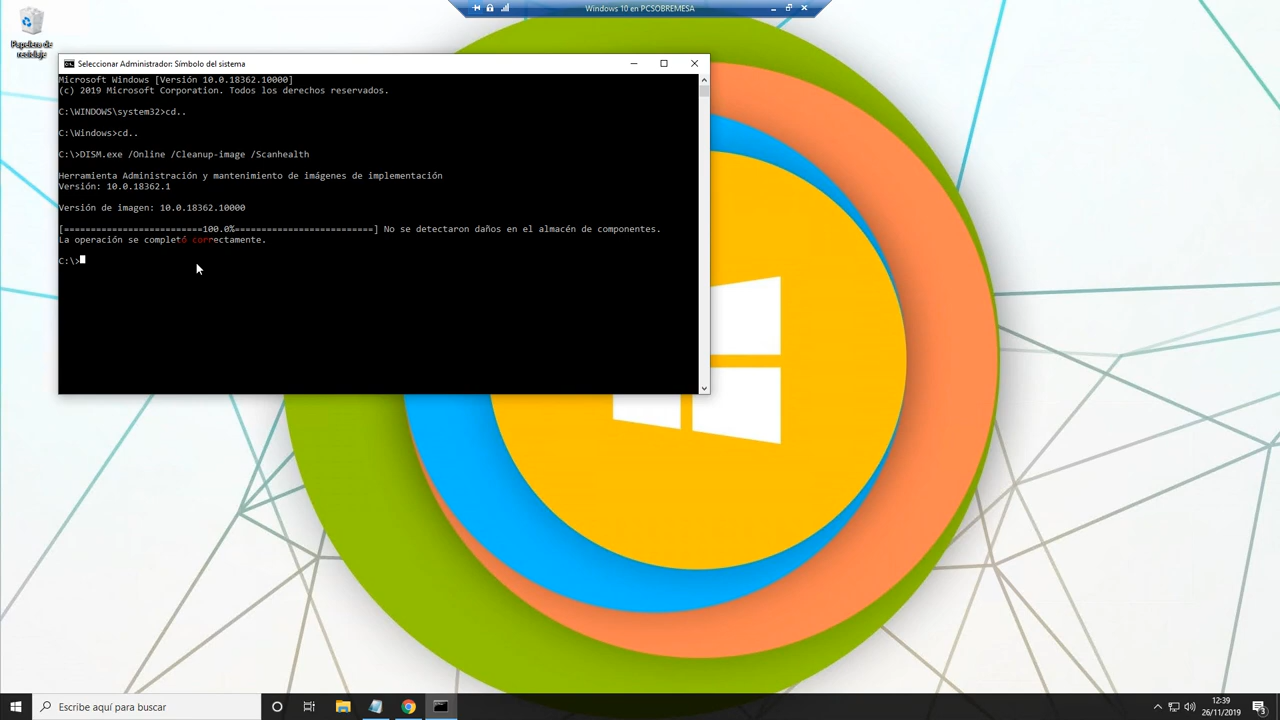 Windows 10 en PCSOBREMESA
Papelera de
reciclaje
Seleccionar Administrador: Símbolo del sistema
Microsoft Windows [Versión 10.0.18362.10000]
(c) 2019 Microsoft Corporation. Todos los derechos reservados.
C:\WINDOWS\system32>cd..
C:\Windows>cd..
C:\>DISM.exe /Online /Cleanup-image /Scanhealth
Herramienta Administración y mantenimiento de imágenes de implementación
Versión: 10.0.18362.1
Versión de imagen: 10.0.18362.10000
[==========================100.0%==========================] No se detectaron daños en el almacén de componentes.
La operación se completó correctamente.
C:\>
Escribe aquí para buscar
12:39
26/11/2019
3